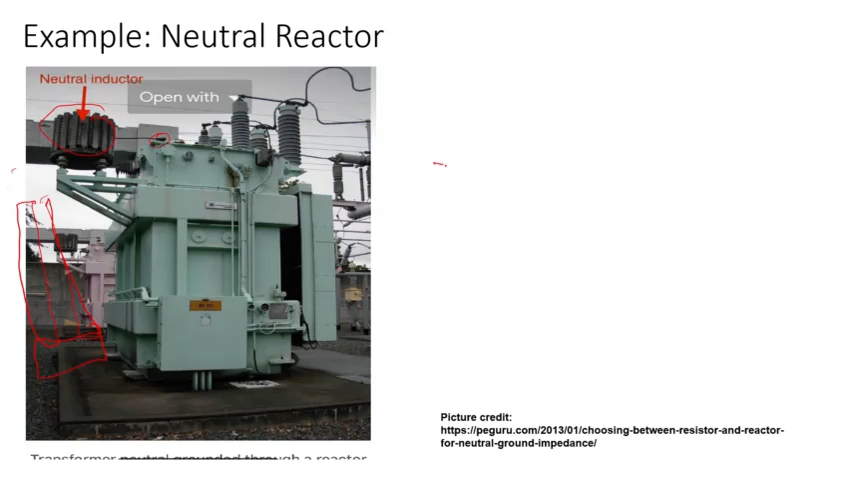 Example: Neutral Reactor
Neutral inductor
Open with
Transformer neutral grounded through a reactor
Picture credit:
https://peguru.com/2013/01/choosing-between-resistor-and-reactor-
for-neutral-ground-impedance/